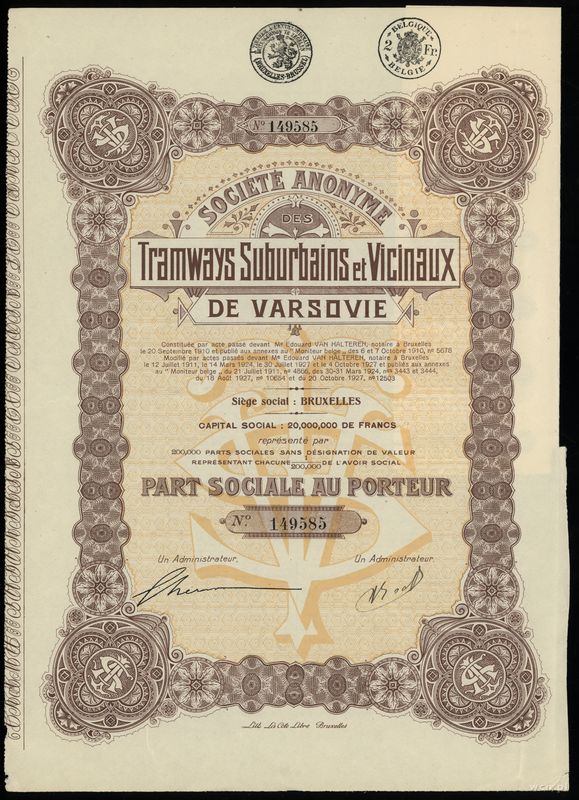 BELGIQUE
2 Fr.
BELGIE
No 149585
SOCIÉTÉ ANONYME
DES
Tramways Suburbains et Vicinaux
DE VARSOVIE
Constituée par acte passé devant Me Edouard VAN HALTEREN, notaire à Bruxelles
le 20 Septembre 1910 et publié aux annexes au "Moniteur belge" des 6 et 7 Octobre 1910, no 5678
Modifié par actes passés devant Me Edouard VAN HALTEREN, notaire à Bruxelles
le 12 Juillet 1911, le 14 Mars 1924, le 30 Juillet 1927 et le 4 Octobre 1927 et publiés aux annexes
au "Moniteur belge" du 21 Juillet 1911, no 4866, des 30-31 Mars 1924, nos 3443 et 3444,
du 18 Août 1927, no 10634 et du 20 Octobre 1927, no 12503
Siège social : BRUXELLES
CAPITAL SOCIAL : 20,000,000 DE FRANCS
représenté par
200,000 PARTS SOCIALES SANS DÉSIGNATION DE VALEUR
REPRÉSENTANT CHACUNE 1/200,000 DE L'AVOIR SOCIAL
PART SOCIALE AU PORTEUR
No 149585
Un Administrateur,
Un Administrateur,
Lith. La Cote Libre Bruxelles